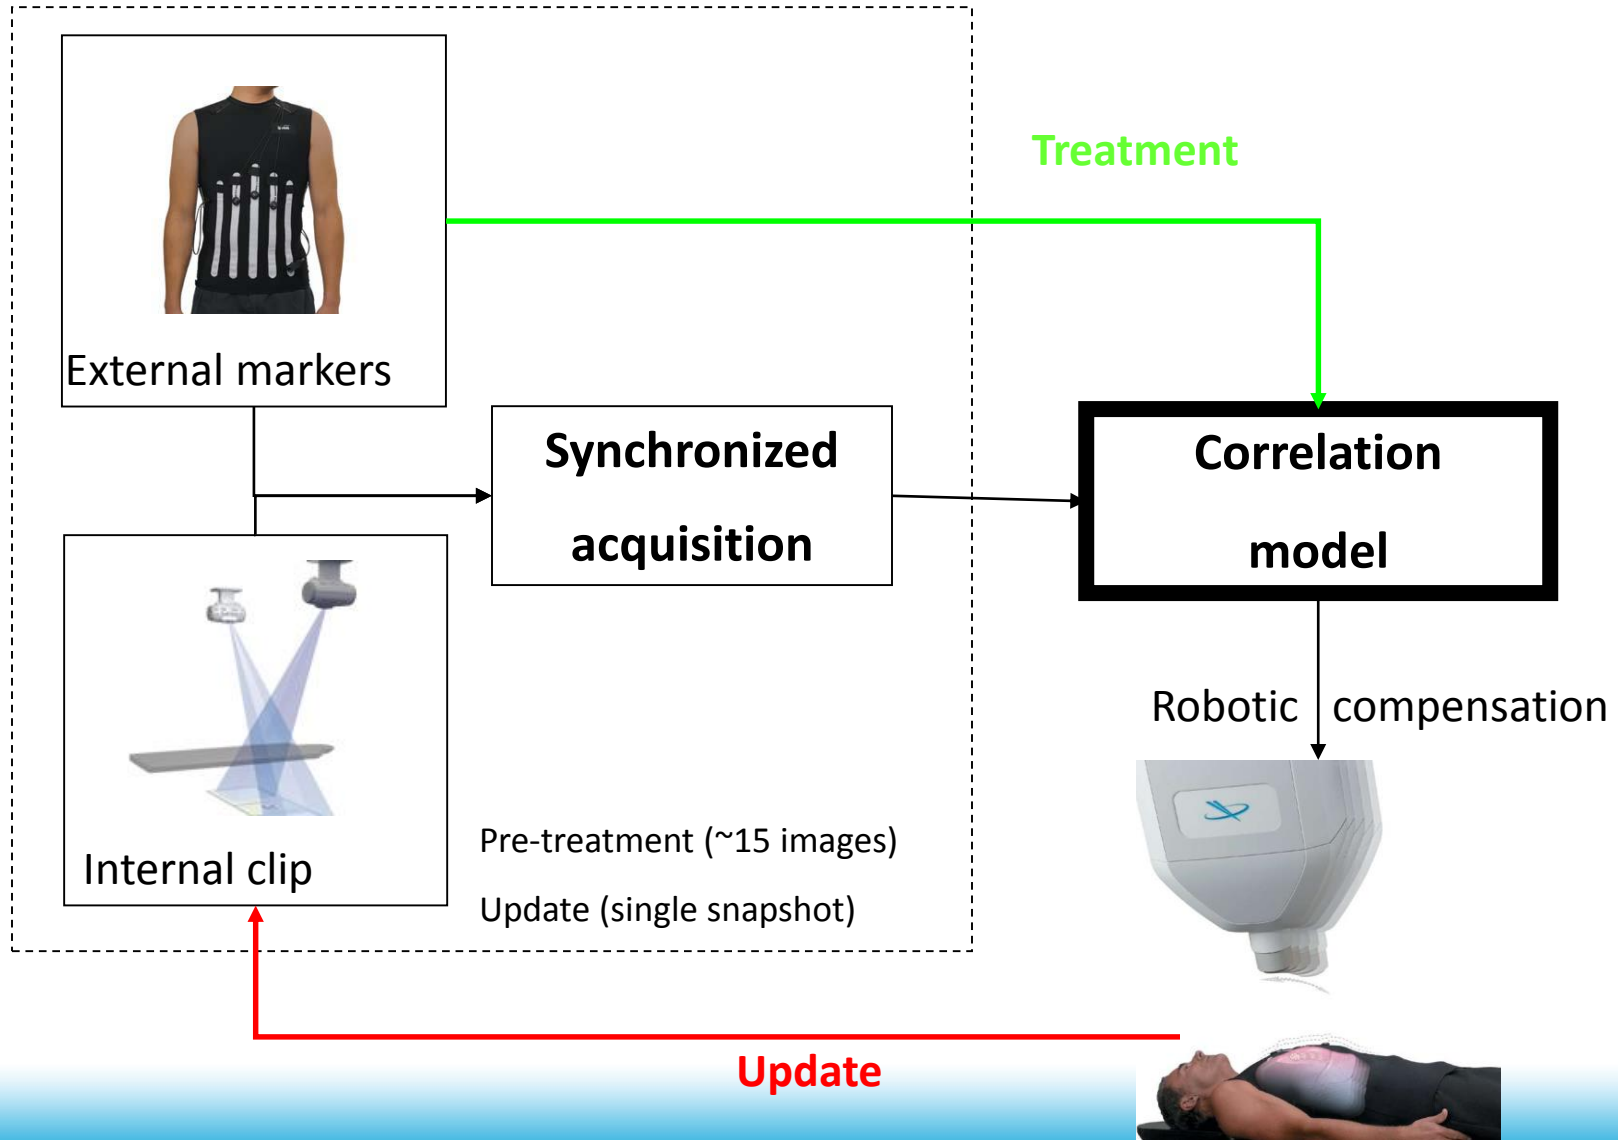 Treatment
External markers
Synchronized
acquisition
Correlation
model
Robotic compensation
Internal clip
Pre-treatment (~15 images)
Update (single snapshot)
Update